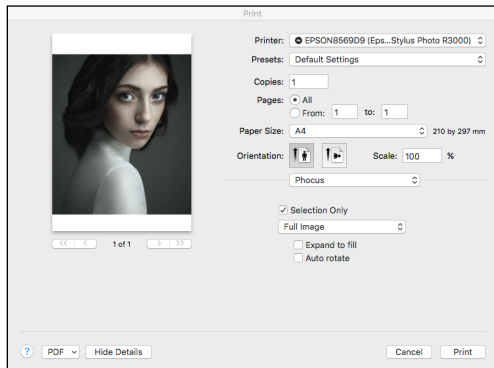 Print
Printer: EPSON8569D9 (Eps...Stylus Photo R3000)
Presets: Default Settings
Copies: 1
Pages: All
From: 1 to: 1
Paper Size: A4 210 by 297 mm
Orientation: Scale: 100 %
Phocus
Selection Only
Full Image
Expand to fill
Auto rotate
<< < 1 of 1 > >>
? PDF Hide Details Cancel Print